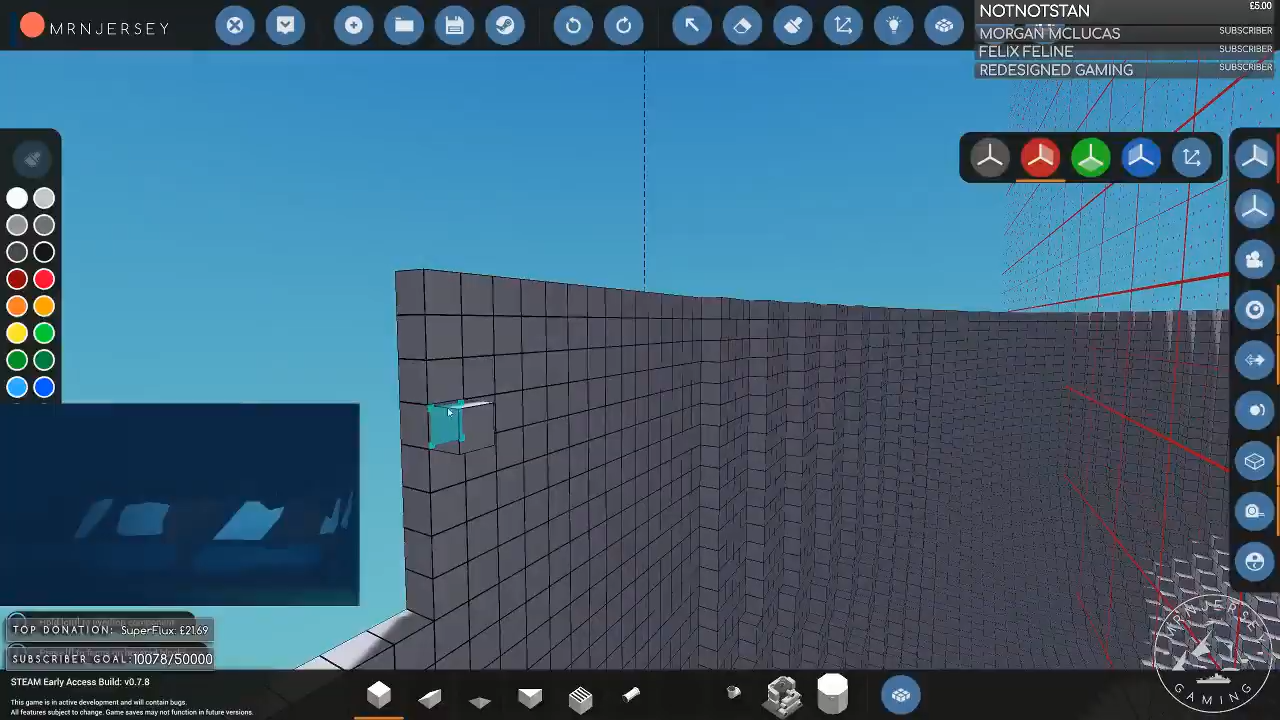 MRNJERSEY
NOTNOTSTAN £5.00
MORGAN MCLUCAS SUBSCRIBER
FELIX FELINE SUBSCRIBER
REDESIGNED GAMING SUBSCRIBER
TOP DONATION: SuperFlux: £21.69
SUBSCRIBER GOAL: 10078/50000
STEAM Early Access Build: v0.7.8
This game is in active development and will contain bugs.
All features subject to change. Game saves may not function in future versions.
MRNJERSEY
GAMING